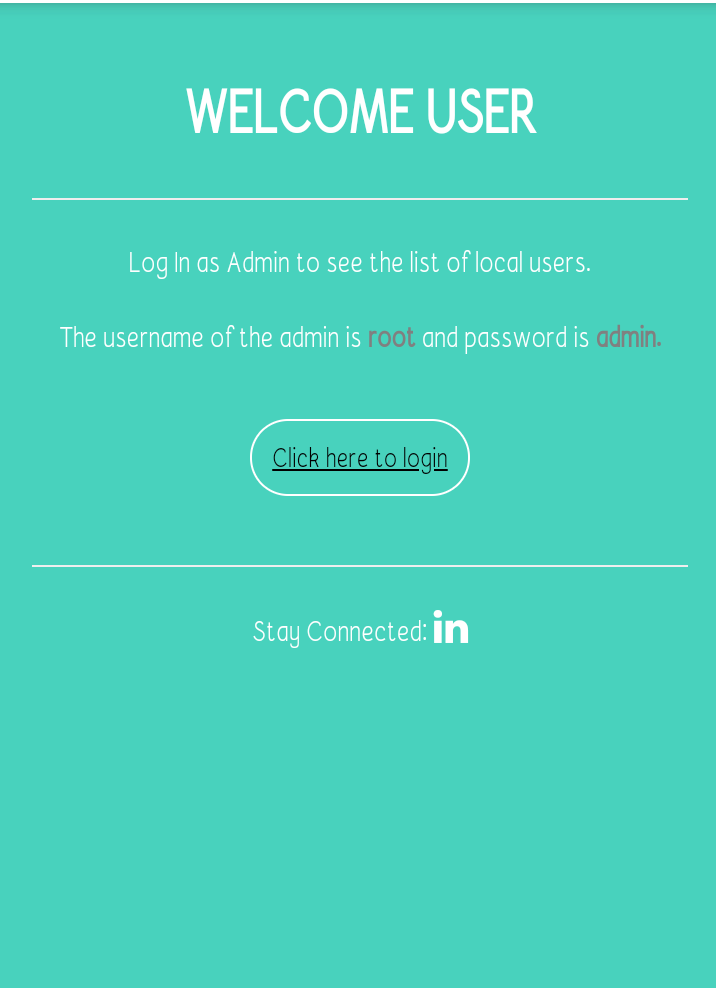 WELCOME USER
Log In as Admin to see the list of local users.
The username of the admin is root and password is admin.
Click here to login
Stay Connected: in